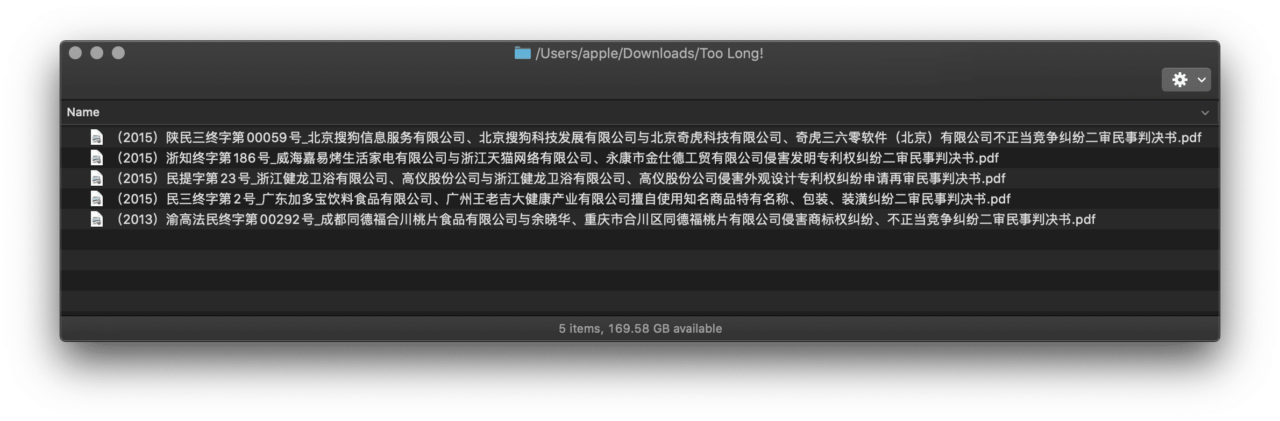 /Users/apple/Downloads/Too Long!
Name
（2015）陕民三终字第00059号_北京搜狗信息服务有限公司、北京搜狗科技发展有限公司与北京奇虎科技有限公司、奇虎三六零软件（北京）有限公司不正当竞争纠纷二审民事判决书.pdf
（2015）浙知终字第186号_威海嘉易烤生活家电有限公司与浙江天猫网络有限公司、永康市金仕德工贸有限公司侵害发明专利权纠纷二审民事判决书.pdf
（2015）民提字第23号_浙江健龙卫浴有限公司、高仪股份公司与浙江健龙卫浴有限公司、高仪股份公司侵害外观设计专利权纠纷申请再审民事判决书.pdf
（2015）民三终字第2号_广东加多宝饮料食品有限公司、广州王老吉大健康产业有限公司擅自使用知名商品特有名称、包装、装潢纠纷二审民事判决书.pdf
（2013）渝高法民终字第00292号_成都同德福合川桃片食品有限公司与余晓华、重庆市合川区同德福桃片有限公司侵害商标权纠纷、不正当竞争纠纷二审民事判决书.pdf
5 items, 169.58 GB available